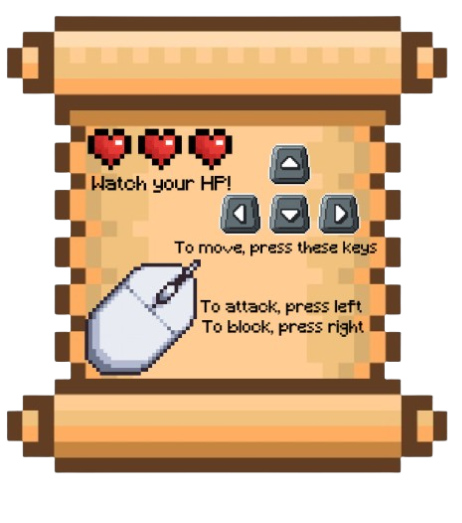 Watch your HP!
To move, press these keys
To attack, press left
To block, press right